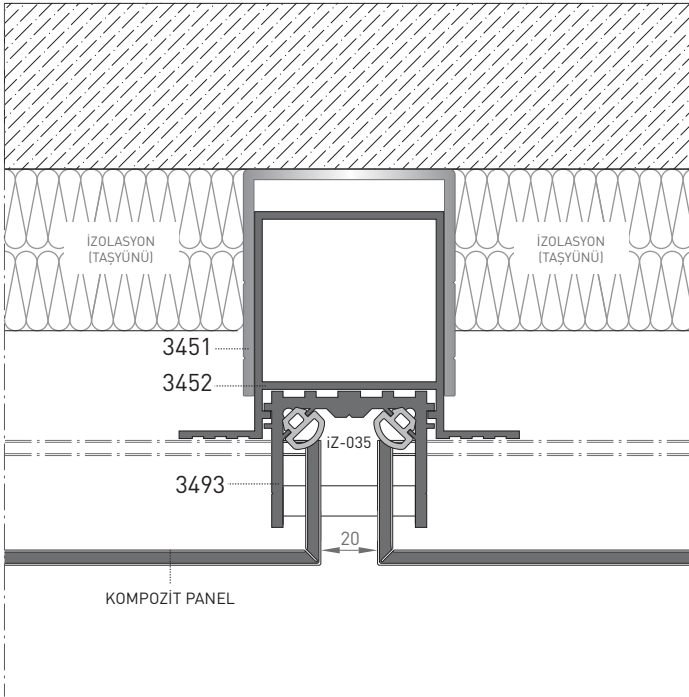 İZOLASYON
(TAŞYÜNÜ)
İZOLASYON
(TAŞYÜNÜ)
3451
3452
iZ-035
3493
20
KOMPOZİT PANEL